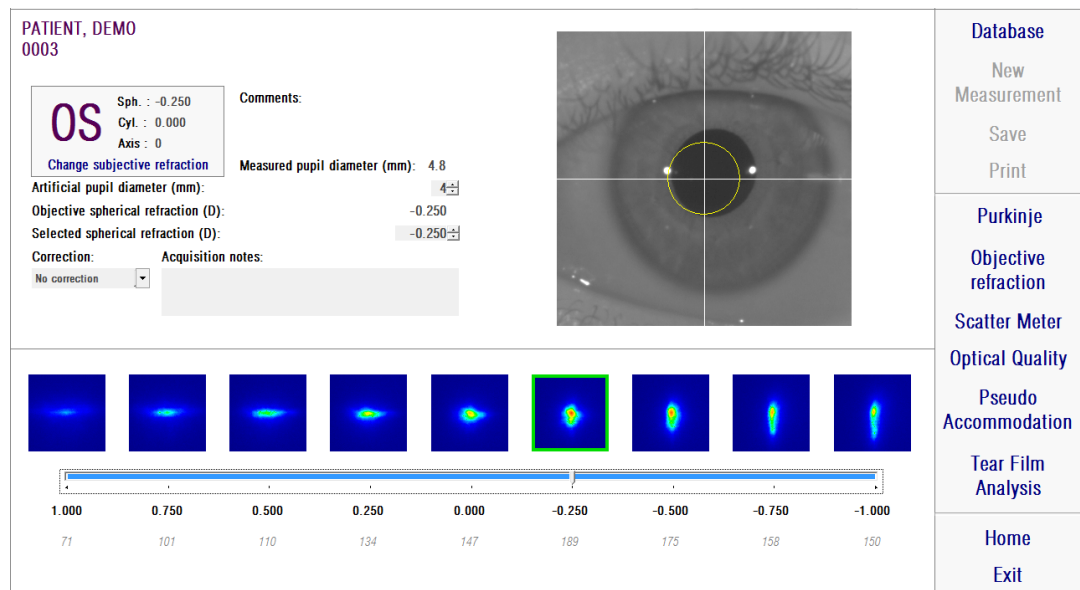 PATIENT, DEMO
0003
OS
Sph. : -0.250
Cyl. : 0.000
Axis : 0
Change subjective refraction
Comments:
Measured pupil diameter (mm): 4.8
Artificial pupil diameter (mm): 4
Objective spherical refraction (D): -0.250
Selected spherical refraction (D): -0.250
Correction: Acquisition notes:
No correction
1.000 0.750 0.500 0.250 0.000 -0.250 -0.500 -0.750 -1.000
71 101 110 134 147 189 175 158 150
Database
New
Measurement
Save
Print
Purkinje
Objective
refraction
Scatter Meter
Optical Quality
Pseudo
Accommodation
Tear Film
Analysis
Home
Exit